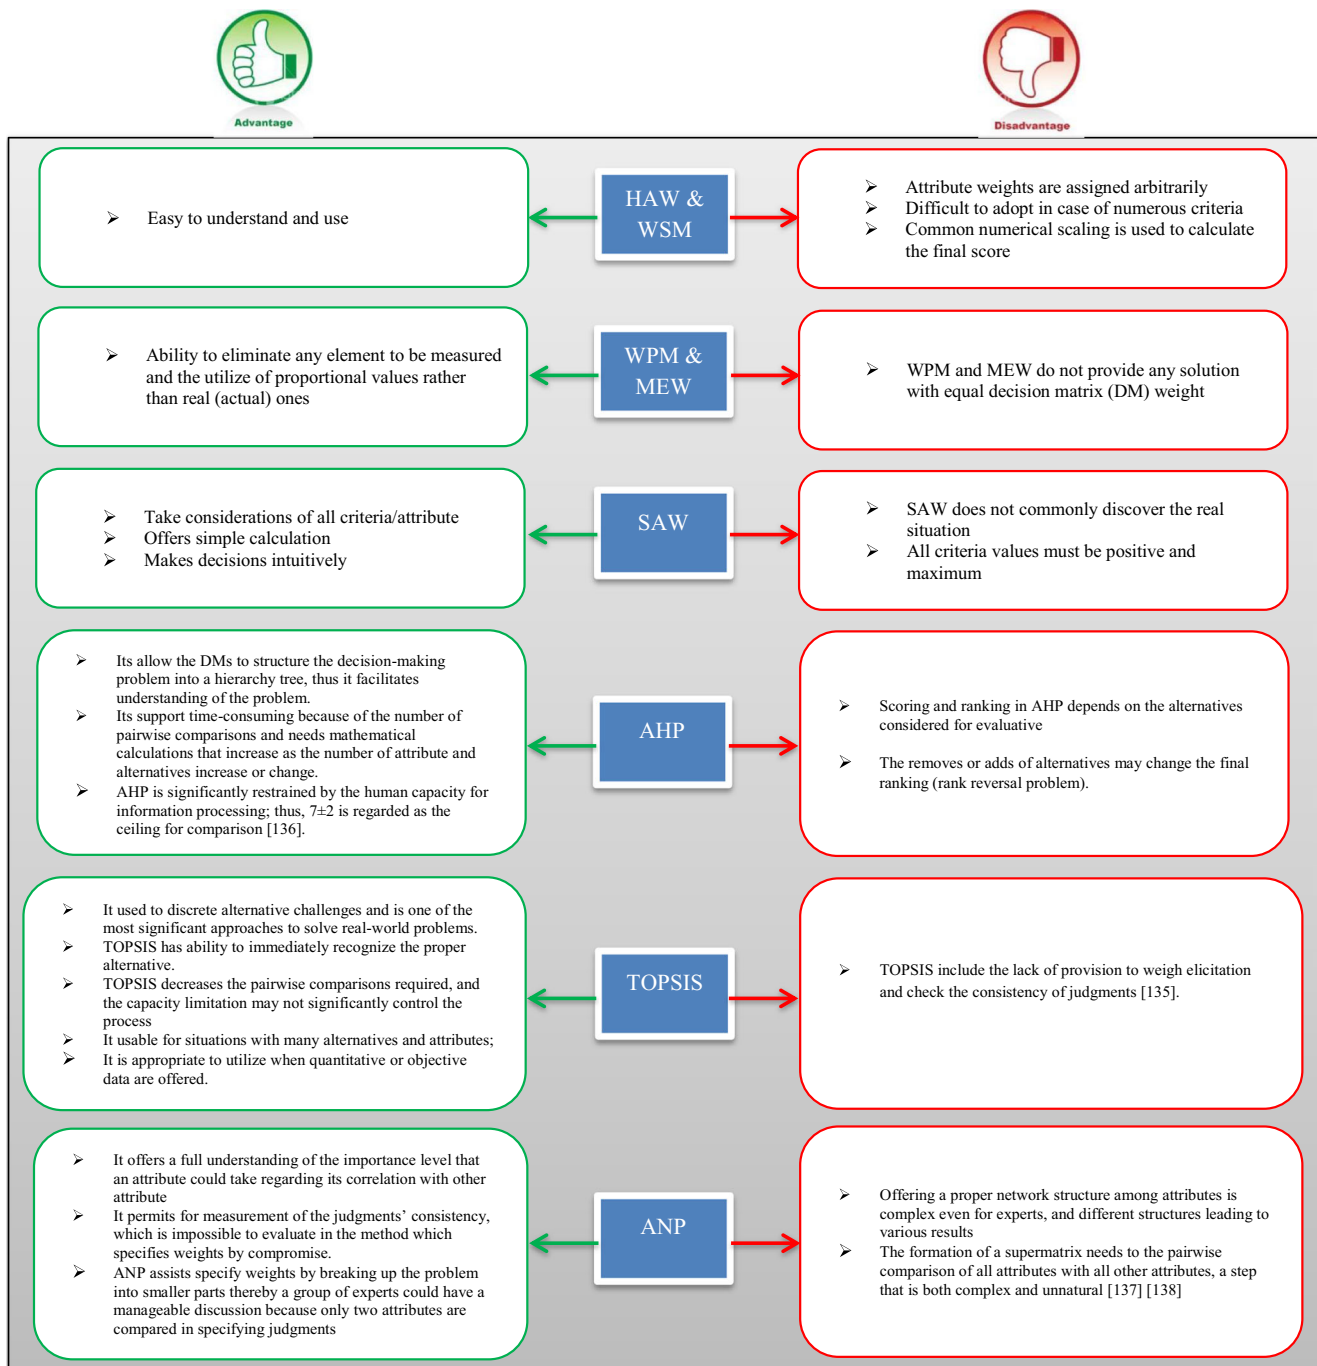 Advantage
Disadvantage
➢ Easy to understand and use
HAW &
WSM
➢ Attribute weights are assigned arbitrarily
➢ Difficult to adopt in case of numerous criteria
➢ Common numerical scaling is used to calculate
the final score
➢ Ability to eliminate any element to be measured
and the utilize of proportional values rather
than real (actual) ones
WPM &
MEW
➢ WPM and MEW do not provide any solution
with equal decision matrix (DM) weight
➢ Take considerations of all criteria/attribute
➢ Offers simple calculation
➢ Makes decisions intuitively
SAW
➢ SAW does not commonly discover the real
situation
➢ All criteria values must be positive and
maximum
➢ Its allow the DMs to structure the decision-making
problem into a hierarchy tree, thus it facilitates
understanding of the problem.
➢ Its support time-consuming because of the number of
pairwise comparisons and needs mathematical
calculations that increase as the number of attribute and
alternatives increase or change.
➢ AHP is significantly restrained by the human capacity for
information processing; thus, 7±2 is regarded as the
ceiling for comparison [136].
AHP
➢ Scoring and ranking in AHP depends on the alternatives
considered for evaluative
➢ The removes or adds of alternatives may change the final
ranking (rank reversal problem).
➢ It used to discrete alternative challenges and is one of the
most significant approaches to solve real-world problems.
➢ TOPSIS has ability to immediately recognize the proper
alternative.
➢ TOPSIS decreases the pairwise comparisons required, and
the capacity limitation may not significantly control the
process
➢ It usable for situations with many alternatives and attributes;
➢ It is appropriate to utilize when quantitative or objective
data are offered.
TOPSIS
➢ TOPSIS include the lack of provision to weigh elicitation
and check the consistency of judgments [135].
➢ It offers a full understanding of the importance level that
an attribute could take regarding its correlation with other
attribute
➢ It permits for measurement of the judgments’ consistency,
which is impossible to evaluate in the method which
specifies weights by compromise.
➢ ANP assists specify weights by breaking up the problem
into smaller parts thereby a group of experts could have a
manageable discussion because only two attributes are
compared in specifying judgments
ANP
➢ Offering a proper network structure among attributes is
complex even for experts, and different structures leading to
various results
➢ The formation of a supermatrix needs to the pairwise
comparison of all attributes with all other attributes, a step
that is both complex and unnatural [137] [138]